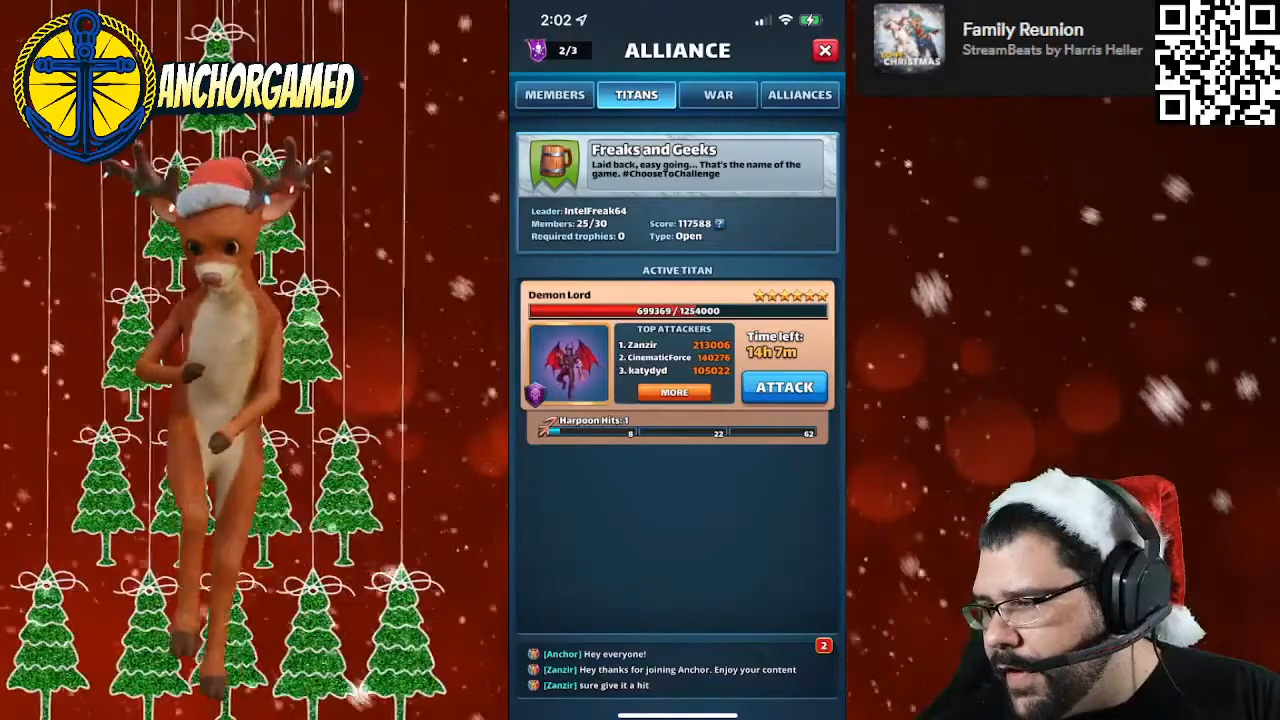 ANCHORGAMED
2:02
2/3
ALLIANCE
MEMBERS
TITANS
WAR
ALLIANCES
Freaks and Geeks
Laid back, easy going... That's the name of the
game. #ChooseToChallenge
Leader: IntelFreak64
Members: 25/30
Score: 117588 ?
Required trophies: 0
Type: Open
ACTIVE TITAN
Demon Lord
699369 / 1254000
TOP ATTACKERS
1. Zanzir 213006
2. CinematicForce 140276
3. katydyd 105022
MORE
Time left:
14h 7m
ATTACK
Harpoon Hits: 1
8 22 62
2
[Anchor] Hey everyone!
[Zanzir] Hey thanks for joining Anchor. Enjoy your content
[Zanzir] sure give it a hit
CHRISTMAS
Family Reunion
StreamBeats by Harris Heller